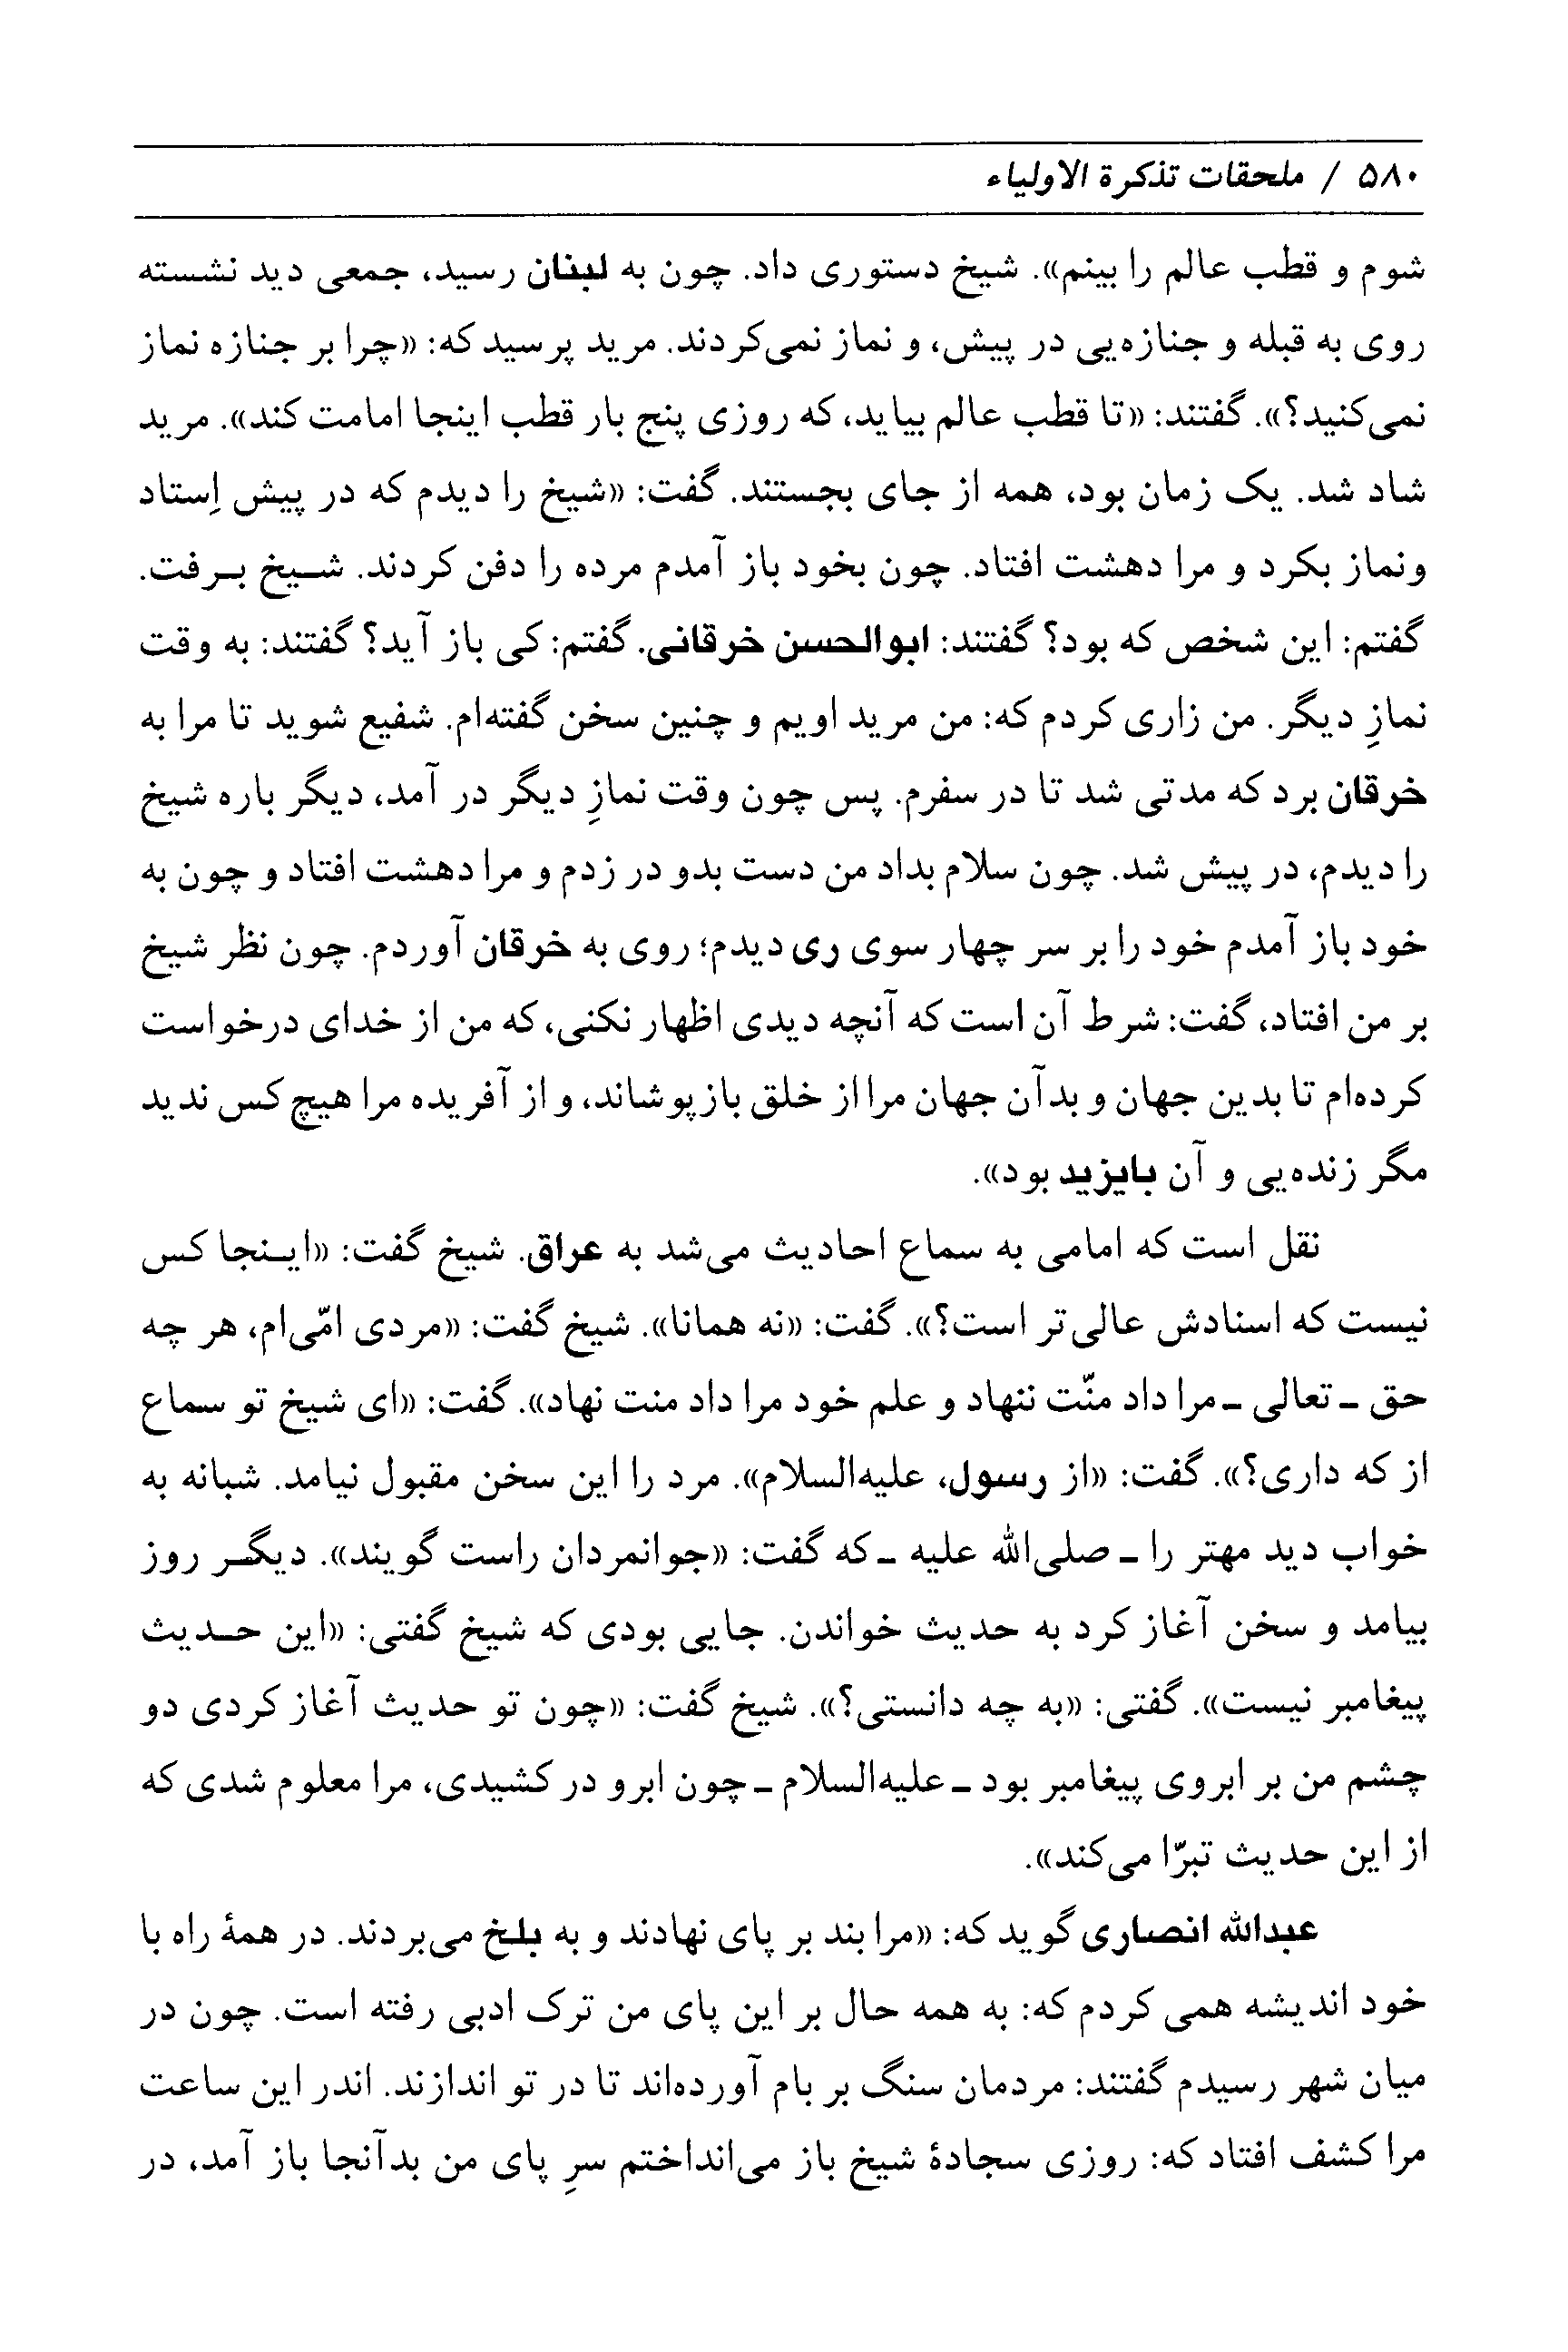 ۵۸۰ / ملحقات تذکرة الاولیاء
شوم و قطب عالم را بینم». شیخ دستوری داد. چون به لبنان رسید، جمعی دید نشسته
روی به قبله و جنازه‌یی در پیش، و نماز نمی‌کردند. مرید پرسید که: «چرا بر جنازه نماز
نمی‌کنید؟». گفتند: «تا قطب عالم بیاید، که روزی پنج بار قطب اینجا امامت کند». مرید
شاد شد. یک زمان بود، همه از جای بجستند. گفت: «شیخ را دیدم که در پیش اِستاد
ونماز بکرد و مرا دهشت افتاد. چون بخود باز آمدم مرده را دفن کردند. شیخ برفت.
گفتم: این شخص که بود؟ گفتند: ابوالحسن خرقانی. گفتم: کی باز آید؟ گفتند: به وقت
نمازِ دیگر. من زاری کردم که: من مرید اویم و چنین سخن گفته‌ام. شفیع شوید تا مرا به
خرقان برد که مدتی شد تا در سفرم. پس چون وقت نمازِ دیگر در آمد، دیگر باره شیخ
را دیدم، در پیش شد. چون سلام بداد من دست بدو در زدم و مرا دهشت افتاد و چون به
خود باز آمدم خود را بر سر چهار سوی ری دیدم؛ روی به خرقان آوردم. چون نظر شیخ
بر من افتاد، گفت: شرط آن است که آنچه دیدی اظهار نکنی، که من از خدای درخواست
کرده‌ام تا بدین جهان و بدآن جهان مرا از خلق بازپوشاند، و از آفریده مرا هیچ کس ندید
مگر زنده‌یی و آن بایزید بود».
نقل است که امامی به سماع احادیث می‌شد به عراق. شیخ گفت: «اینجا کس
نیست که اسنادش عالی‌تر است؟». گفت: «نه همانا». شیخ گفت: «مردی امّی‌ام، هر چه
حق ـ تعالی ـ مرا داد منّت ننهاد و علم خود مرا داد منت نهاد». گفت: «ای شیخ تو سماع
از که داری؟». گفت: «از رسول، علیه‌السلام». مرد را این سخن مقبول نیامد. شبانه به
خواب دید مهتر را ـ صلی‌الله علیه ـ که گفت: «جوانمردان راست گویند». دیگر روز
بیامد و سخن آغاز کرد به حدیث خواندن. جایی بودی که شیخ گفتی: «این حدیث
پیغامبر نیست». گفتی: «به چه دانستی؟». شیخ گفت: «چون تو حدیث آغاز کردی دو
چشم من بر ابروی پیغامبر بود ـ علیه‌السلام ـ چون ابرو در کشیدی، مرا معلوم شدی که
از این حدیث تبرّا می‌کند».
عبدالله انصاری گوید که: «مرا بند بر پای نهادند و به بلخ می‌بردند. در همهٔ راه با
خود اندیشه همی کردم که: به همه حال بر این پای من ترک ادبی رفته است. چون در
میان شهر رسیدم گفتند: مردمان سنگ بر بام آورده‌اند تا در تو اندازند. اندر این ساعت
مرا کشف افتاد که: روزی سجادهٔ شیخ باز می‌انداختم سرِ پای من بدآنجا باز آمد، در